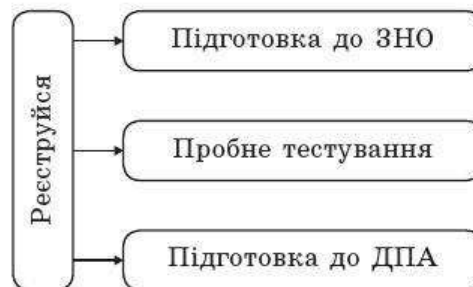 Реєструйся
Підготовка до ЗНО
Пробне тестування
Підготовка до ДПА